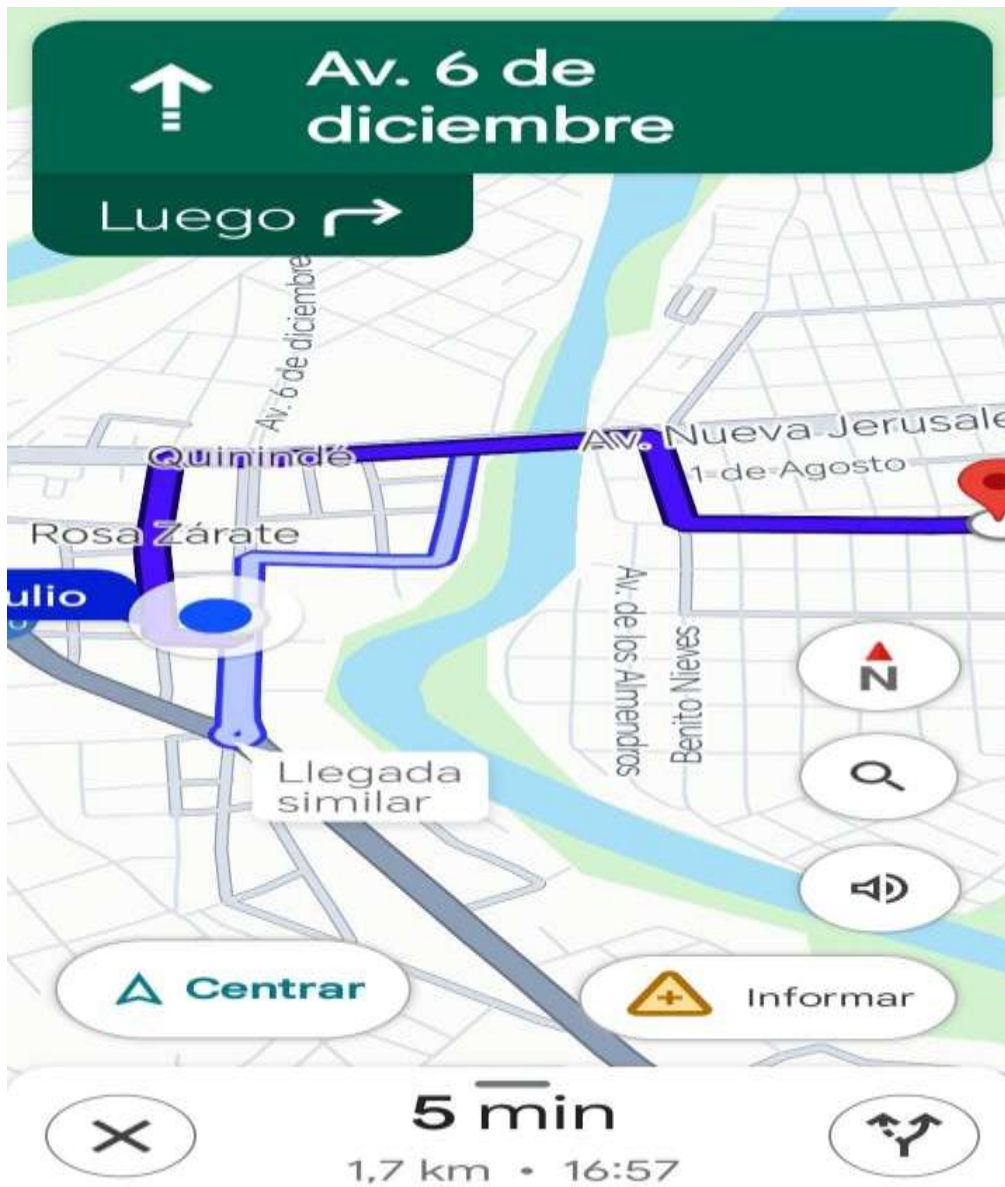 Av. 6 de
diciembre
Luego
Av. 6 de diciembre
Quinindé
Av. Nueva Jerusale
1 de Agosto
Rosa Zárate
ulio
Av. de los Almendros
Benito Nieves
N
Llegada
similar
Centrar
Informar
5 min
1,7 km • 16:57